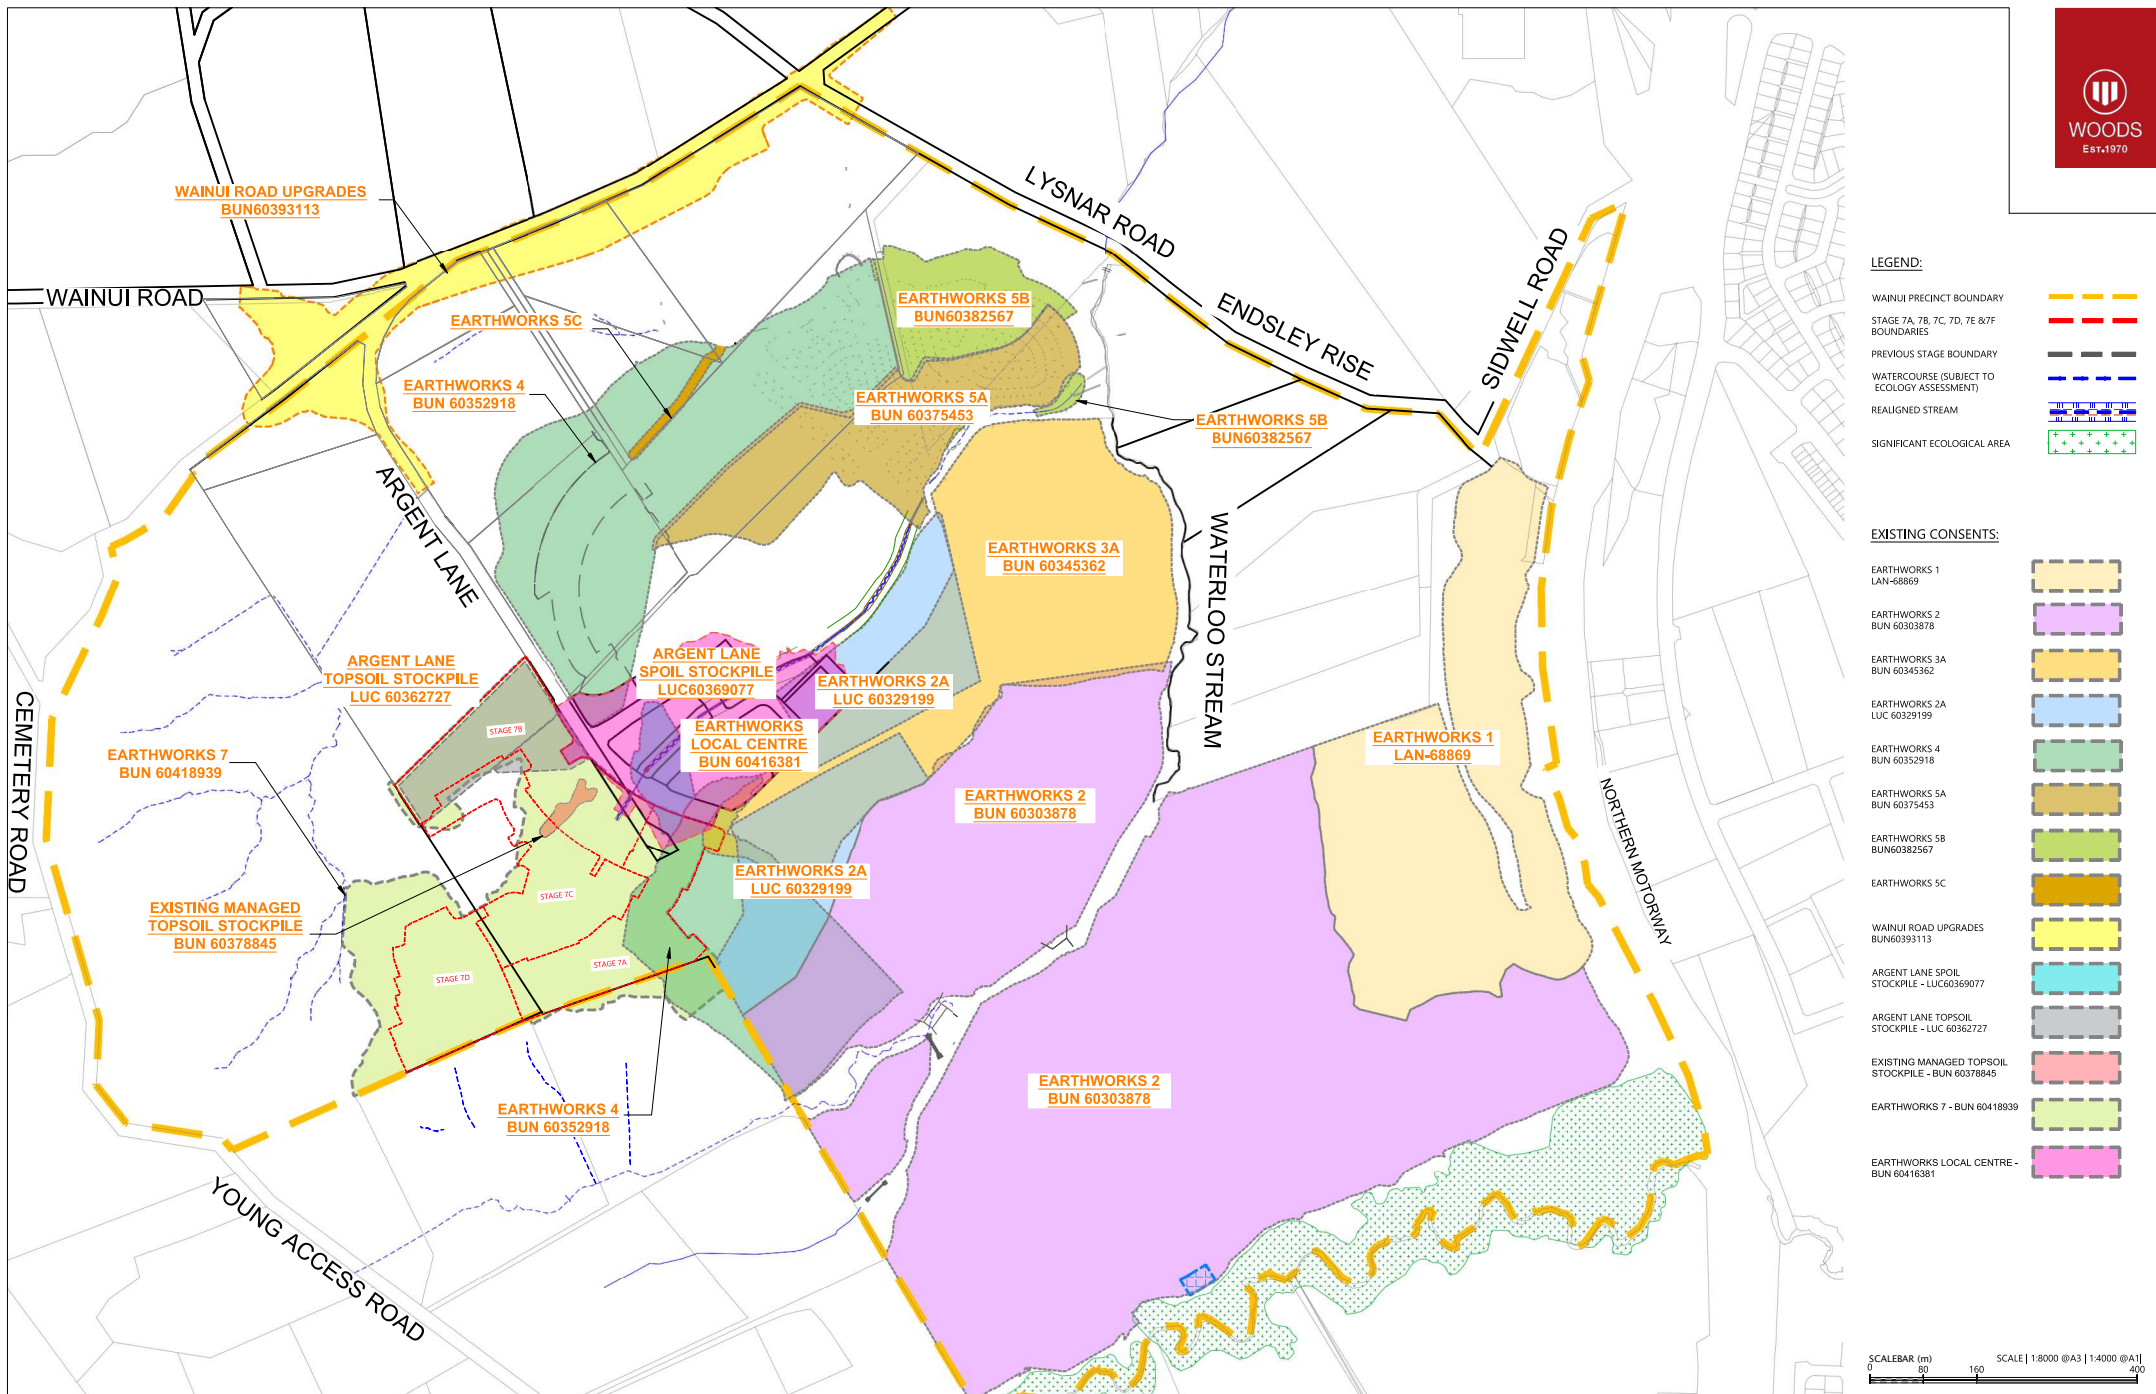 WOODS
EST.1970
WAINUI ROAD UPGRADES
BUN60393113
WAINUI ROAD
LYSNAR ROAD
ENDSLEY RISE
SIDWELL ROAD
EARTHWORKS 5C
EARTHWORKS 5B
BUN60382567
EARTHWORKS 4
BUN 60352918
EARTHWORKS 5A
BUN 60375453
EARTHWORKS 5B
BUN60382567
ARGENT LANE
EARTHWORKS 3A
BUN 60345362
WATERLOO STREAM
ARGENT LANE
TOPSOIL STOCKPILE
LUC 60362727
ARGENT LANE
SPOIL STOCKPILE
LUC60369077
EARTHWORKS 2A
LUC 60329199
EARTHWORKS
LOCAL CENTRE
BUN 60416381
EARTHWORKS 1
LAN-68869
CEMETERY ROAD
STAGE 7B
EARTHWORKS 7
BUN 60418939
EARTHWORKS 2
BUN 60303878
NORTHERN MOTORWAY
EARTHWORKS 2A
LUC 60329199
STAGE 7C
EXISTING MANAGED
TOPSOIL STOCKPILE
BUN 60378845
STAGE 7D
STAGE 7A
EARTHWORKS 4
BUN 60352918
EARTHWORKS 2
BUN 60303878
YOUNG ACCESS ROAD
LEGEND:
WAINUI PRECINCT BOUNDARY
STAGE 7A, 7B, 7C, 7D, 7E &7F
BOUNDARIES
PREVIOUS STAGE BOUNDARY
WATERCOURSE (SUBJECT TO
ECOLOGY ASSESSMENT)
REALIGNED STREAM
SIGNIFICANT ECOLOGICAL AREA
EXISTING CONSENTS:
EARTHWORKS 1
LAN-68869
EARTHWORKS 2
BUN 60303878
EARTHWORKS 3A
BUN 60345362
EARTHWORKS 2A
LUC 60329199
EARTHWORKS 4
BUN 60352918
EARTHWORKS 5A
BUN 60375453
EARTHWORKS 5B
BUN60382567
EARTHWORKS 5C
WAINUI ROAD UPGRADES
BUN60393113
ARGENT LANE SPOIL
STOCKPILE - LUC60369077
ARGENT LANE TOPSOIL
STOCKPILE - LUC 60362727
EXISTING MANAGED TOPSOIL
STOCKPILE - BUN 60378845
EARTHWORKS 7 - BUN 60418939
EARTHWORKS LOCAL CENTRE -
BUN 60416381
SCALEBAR (m) SCALE | 1:8000 @A3 | 1:4000 @A1|
0 80 160 400